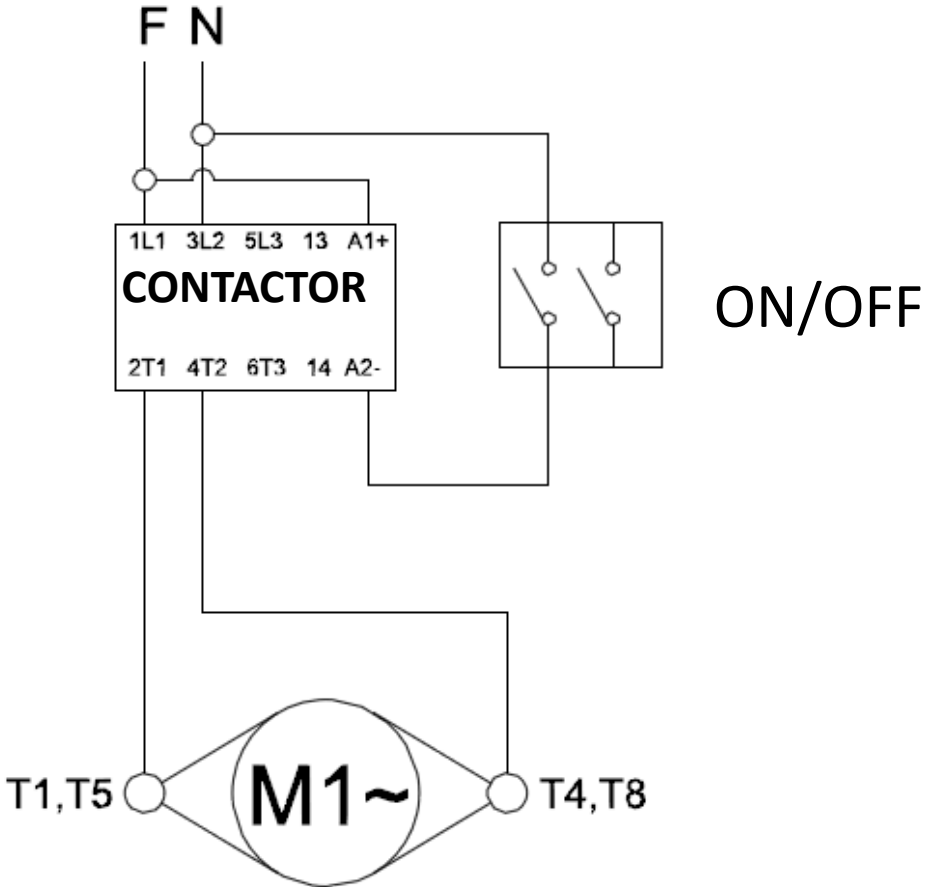 F N
1L1 3L2 5L3 13 A1+
CONTACTOR
ON/OFF
2T1 4T2 6T3 14 A2-
T1,T5 M1~ T4,T8